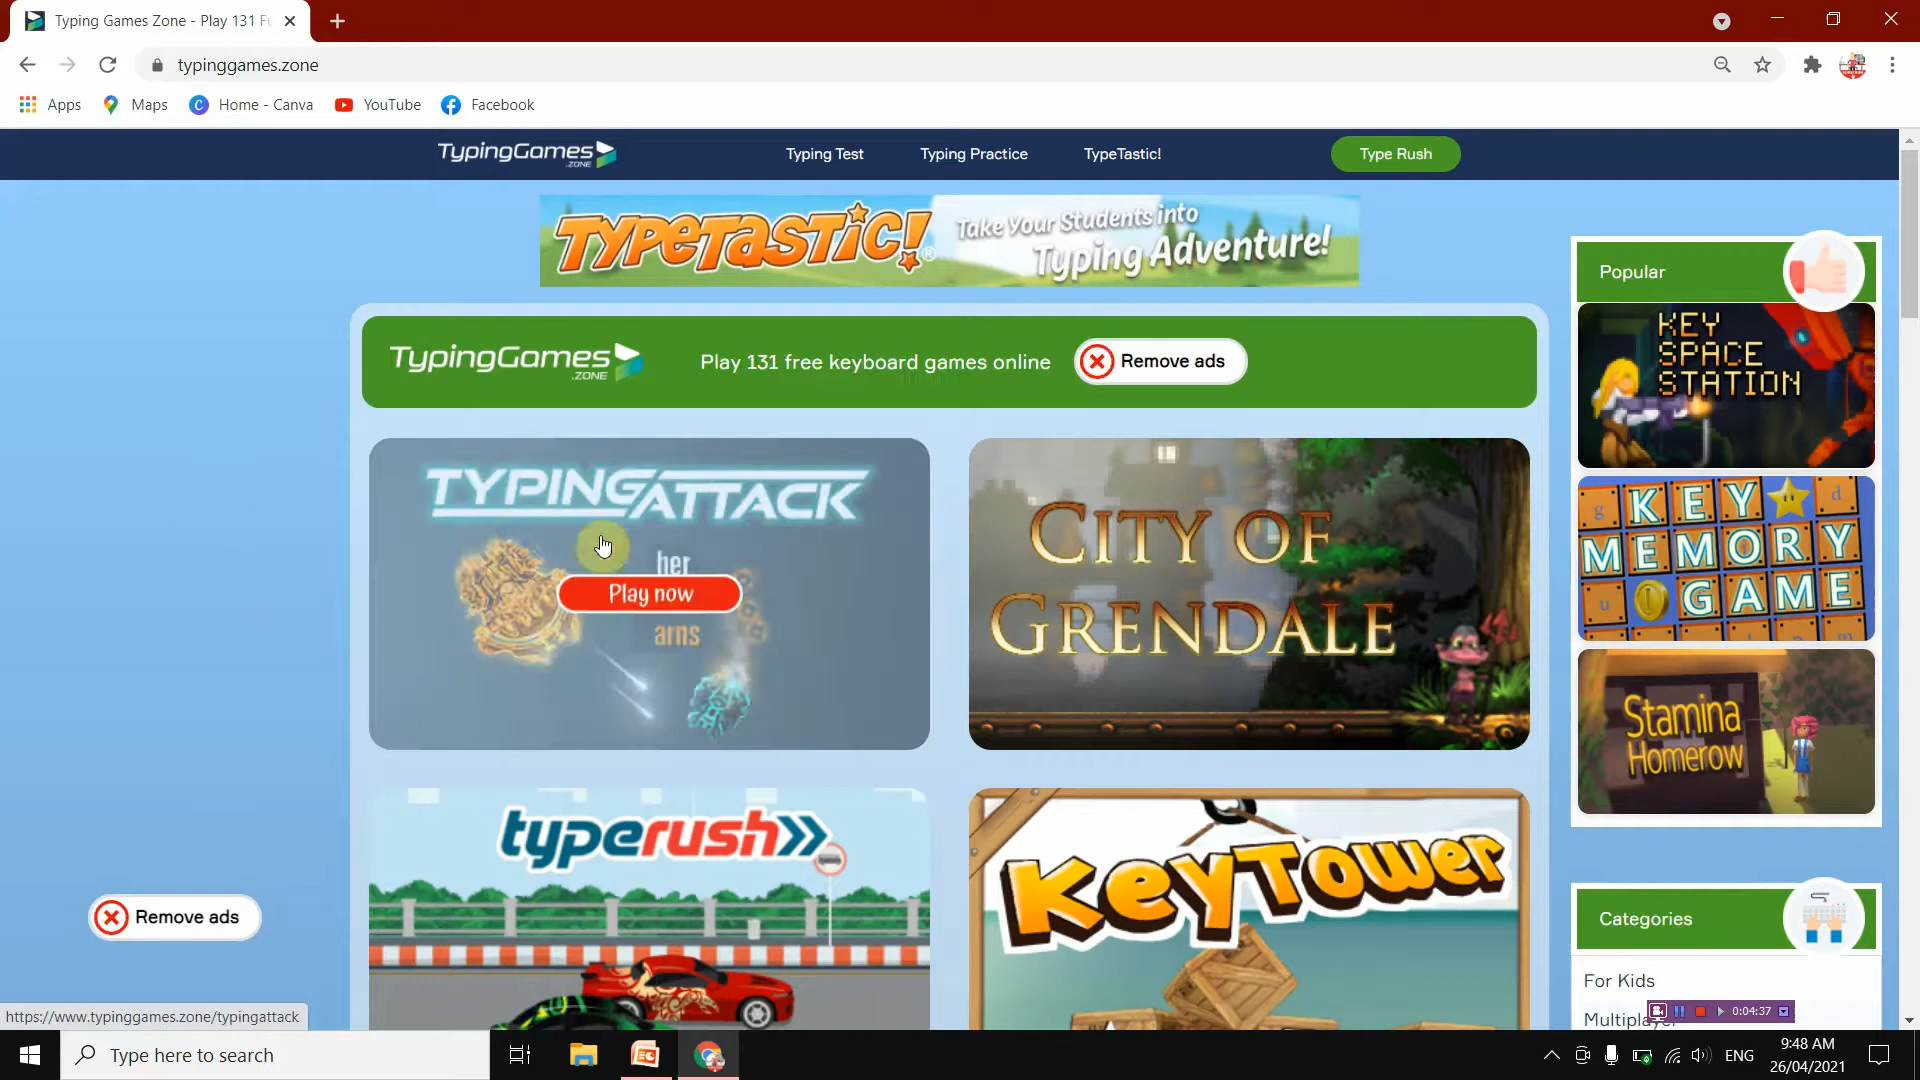 Typing Games Zone - Play 131 Fu
typinggames.zone
Apps
Maps
Home - Canva
YouTube
Facebook
TypingGames
.ZONE
Typing Test
Typing Practice
TypeTastic!
Type Rush
TYPETASTIC!
Take Your Students into
Typing Adventure!
TypingGames
.ZONE
Play 131 free keyboard games online
Remove ads
Popular
KEY
SPACE
STATION
TYPING ATTACK
her
Play now
arns
CITY OF
GRENDALE
KEY
MEMORY
GAME
g
d
u
Stamina
Homerow
typerush
KeyTower
Remove ads
Categories
For Kids
Multiplayer
https://www.typinggames.zone/typingattack
0:04:37
Type here to search
ENG
9:48 AM
26/04/2021